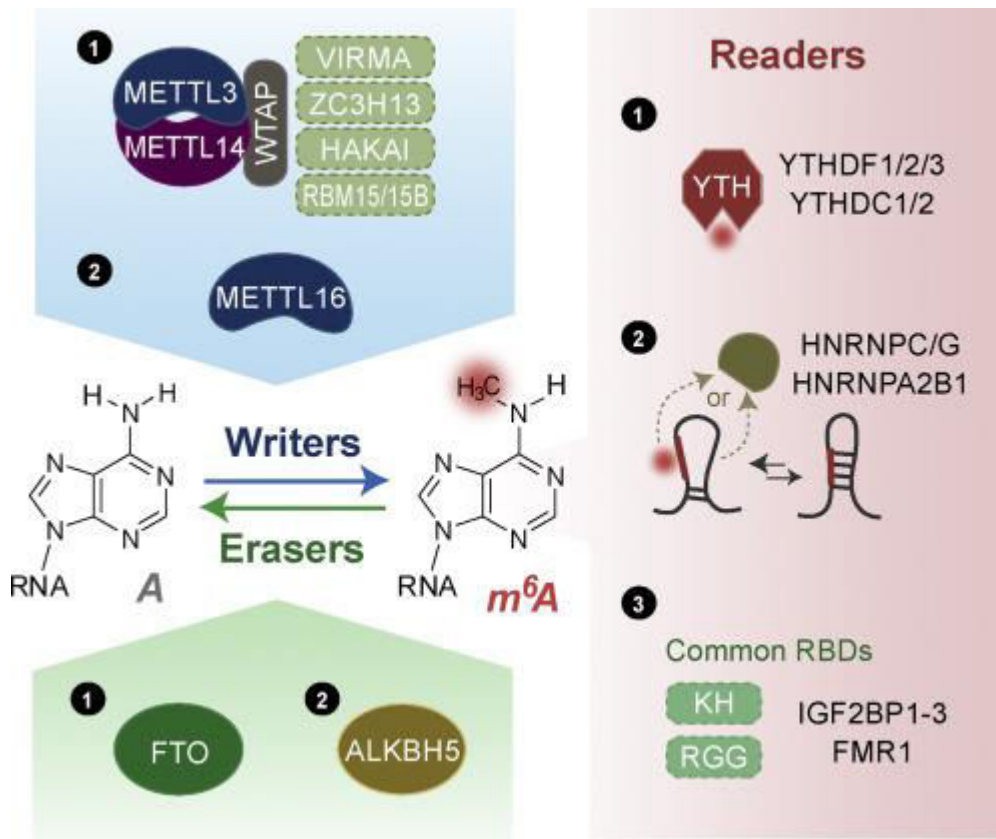 1
METTL3
METTL14
WTAP
VIRMA
ZC3H13
HAKAI
RBM15/15B
2
METTL16
H H
N
N
N
N
N
RNA
A
Writers
Erasers
H₃C H
N
N
N
N
N
RNA
m⁶A
1
FTO
2
ALKBH5
Readers
1
YTH
YTHDF1/2/3
YTHDC1/2
2
HNRNPC/G
HNRNPA2B1
or
3
Common RBDs
KH
RGG
IGF2BP1-3
FMR1